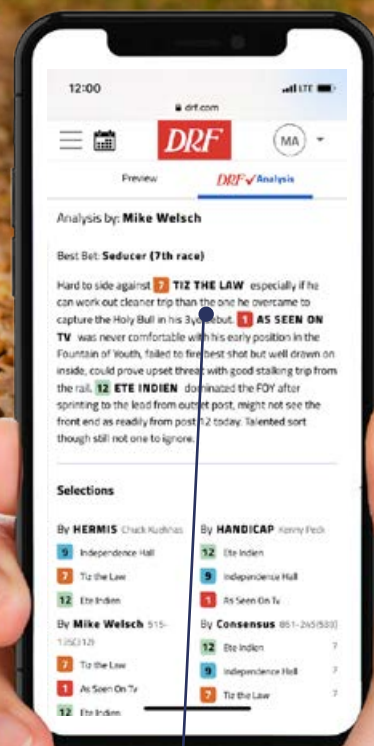 12:00
LTE
drf.com
DRF
MA
Preview
DRF Analysis
Analysis by: Mike Welsch
Best Bet: Seducer (7th race)
Hard to side against 7 TIZ THE LAW especially if he
can work out cleaner trip than the one he overcame to
capture the Holy Bull in his 3yo debut. 1 AS SEEN ON
TV was never comfortable with his early position in the
Fountain of Youth, failed to fire best shot but well drawn on
inside, could prove upset threat with good stalking trip from
the rail. 12 ETE INDIEN dominated the FOY after
sprinting to the lead from outset post, might not see the
front end as readily from post 12 today. Talented sort
though still not one to ignore.
Selections
By HERMIS Chuck
By HANDICAP Kenny Peck
9 Independence Hall
12 Ete Indien
7 Tiz the Law
9 Independence Hall
12 Ete Indien
1 As Seen On Tv
By Mike Welsch 515-
By Consensus
12 Ete Indien 7
7 Tiz the Law
9 Independence Hall 7
1 As Seen On Tv
7 Tiz the Law 7
12 Ete Indien